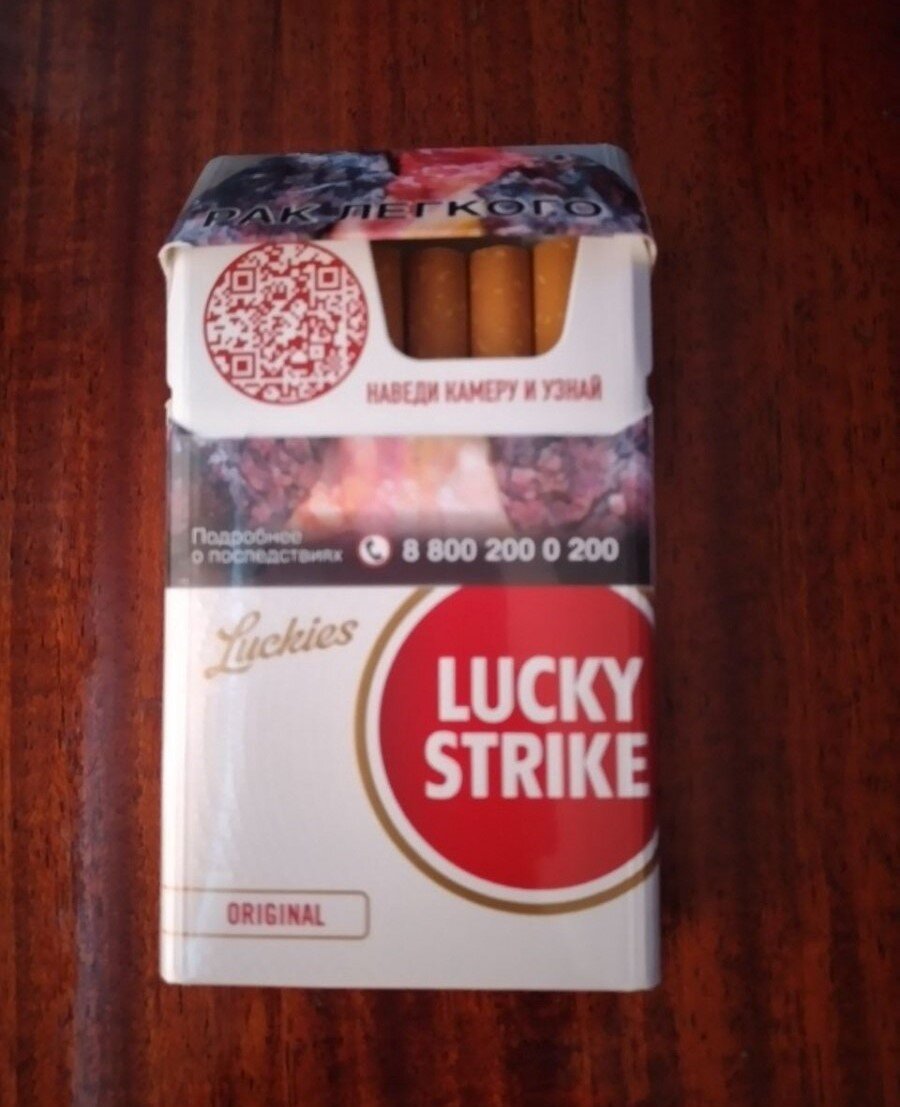 РАК ЛЕГКОГО
НАВЕДИ КАМЕРУ И УЗНАЙ
Подробнее
о последствиях
8 800 200 0 200
Luckies
LUCKY
STRIKE
ORIGINAL